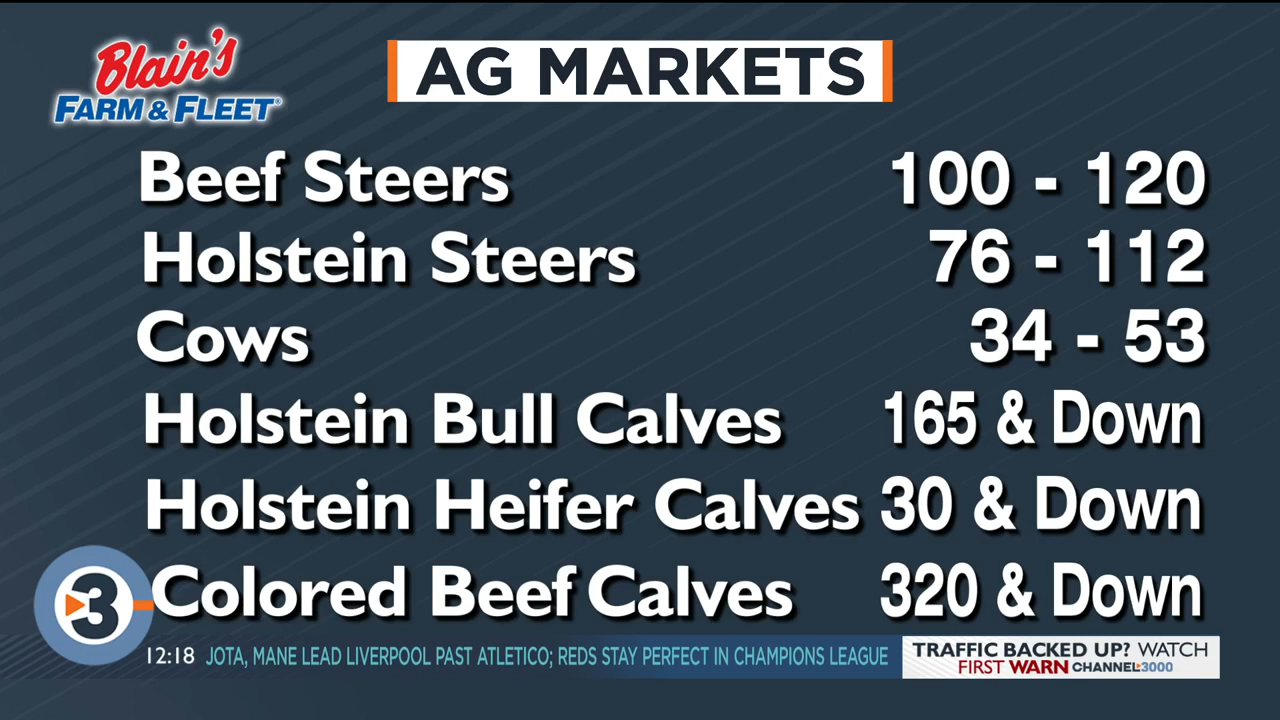 Blain's
FARM & FLEET®
AG MARKETS
Beef Steers 100 - 120
Holstein Steers 76 - 112
Cows 34 - 53
Holstein Bull Calves 165 & Down
Holstein Heifer Calves 30 & Down
Colored Beef Calves 320 & Down
3
12:18 JOTA, MANE LEAD LIVERPOOL PAST ATLETICO; REDS STAY PERFECT IN CHAMPIONS LEAGUE
TRAFFIC BACKED UP? WATCH
FIRST WARN CHANNEL3000